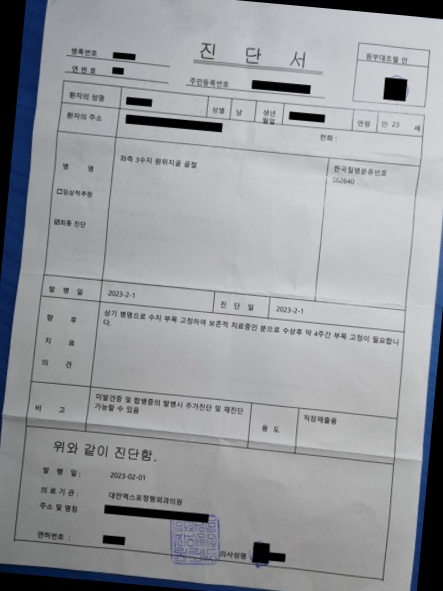 진 단 서
원부대조필 인
병록번호
연 번 호
주민등록번호
환자의 성명 성별 남 생년월일 연령 만 23 세
환자의 주소 전화 :
병 명
좌측 3수지 원위지골 골절
한국질병분류번호
S62640
□임상적추정
☑최종 진단
발 병 일 2023-2-1 진 단 일 2023-2-1
향 후 치 료 의 견
상기 병명으로 수지 부목 고정하여 보존적 치료중인 분으로 수상후 약 4주간 부목 고정이 필요합니
다.
비 고
미발견증 및 합병증의 발병시 추가진단 및 재진단
가능할 수 있음
용 도
직장제출용
위와 같이 진단함.
발 행 일 : 2023-02-01
의 료 기 관 : 대전엑스포정형외과의원
주소 및 명칭
면허번호 : 의사성명